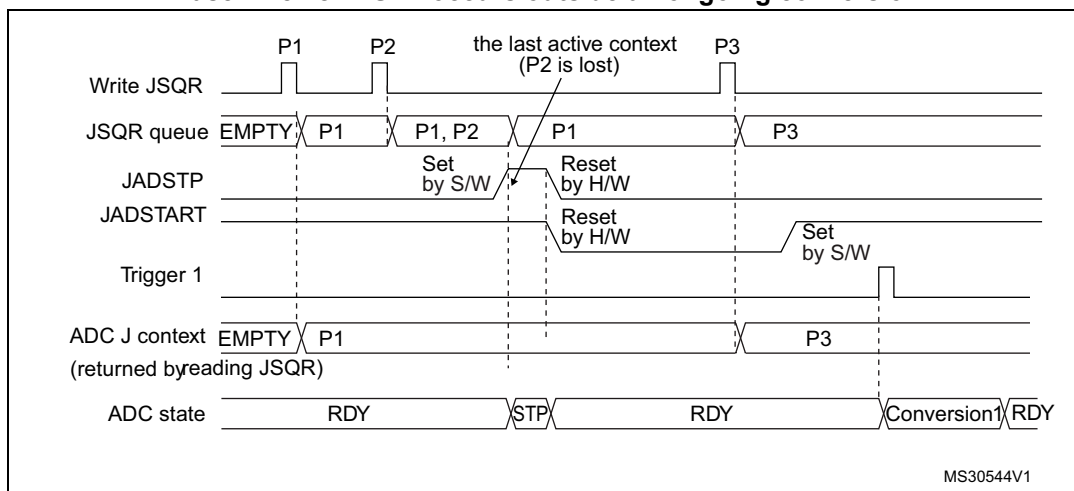 P1 P2 the last active context P3
(P2 is lost)
Write JSQR
JSQR queue EMPTY P1 P1, P2 P1 P3
Set Reset
by S/W by H/W
JADSTP
JADSTART
Reset
by H/W
Set
by S/W
Trigger 1
ADC J context EMPTY P1 P3
(returned byreading JSQR)
ADC state RDY STP RDY Conversion1 RDY
MS30544V1